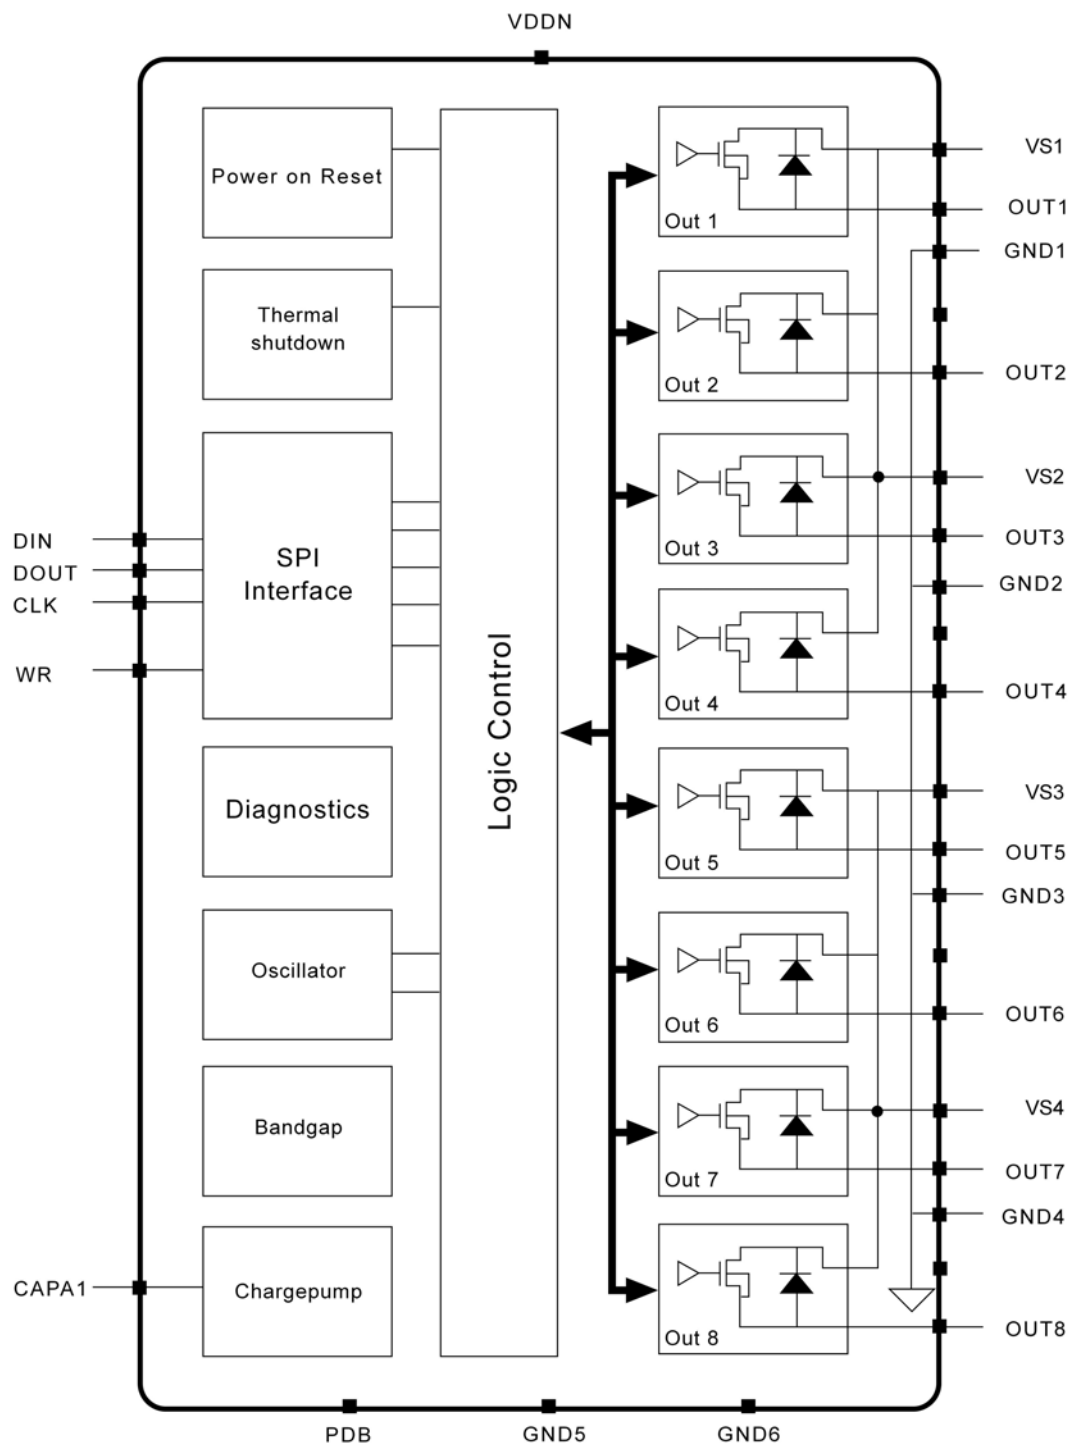 VDDN
Power on Reset
Thermal
shutdown
DIN
DOUT
CLK
WR
SPI
Interface
Diagnostics
Oscillator
Bandgap
CAPA1
Chargepump
Logic Control
Out 1
Out 2
Out 3
Out 4
Out 5
Out 6
Out 7
Out 8
VS1
OUT1
GND1
OUT2
VS2
OUT3
GND2
OUT4
VS3
OUT5
GND3
OUT6
VS4
OUT7
GND4
OUT8
PDB
GND5
GND6